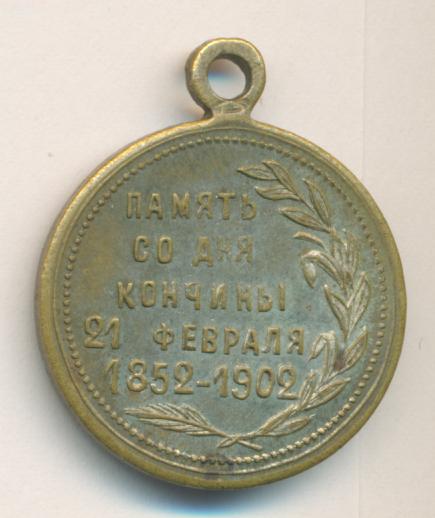 ПАМЯТЬ
СО ДНЯ
КОНЧИНЫ
21 ФЕВРАЛЯ
1852-1902